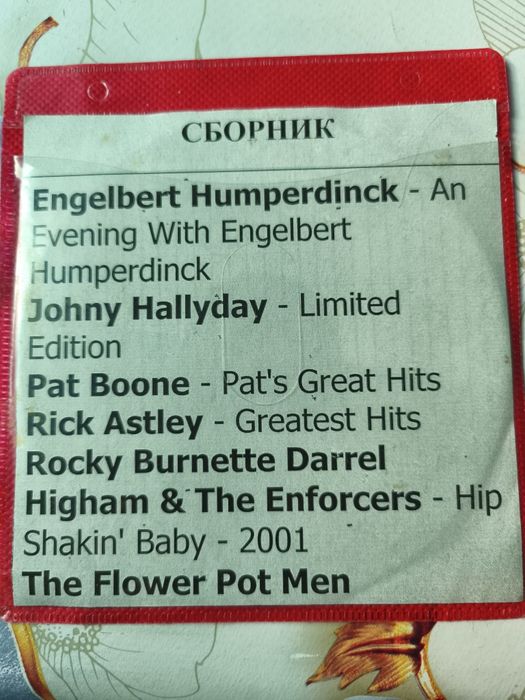 СБОРНИК
Engelbert Humperdinck - An
Evening With Engelbert
Humperdinck
Johny Hallyday - Limited
Edition
Pat Boone - Pat's Great Hits
Rick Astley - Greatest Hits
Rocky Burnette Darrel
Higham & The Enforcers - Hip
Shakin' Baby - 2001
The Flower Pot Men